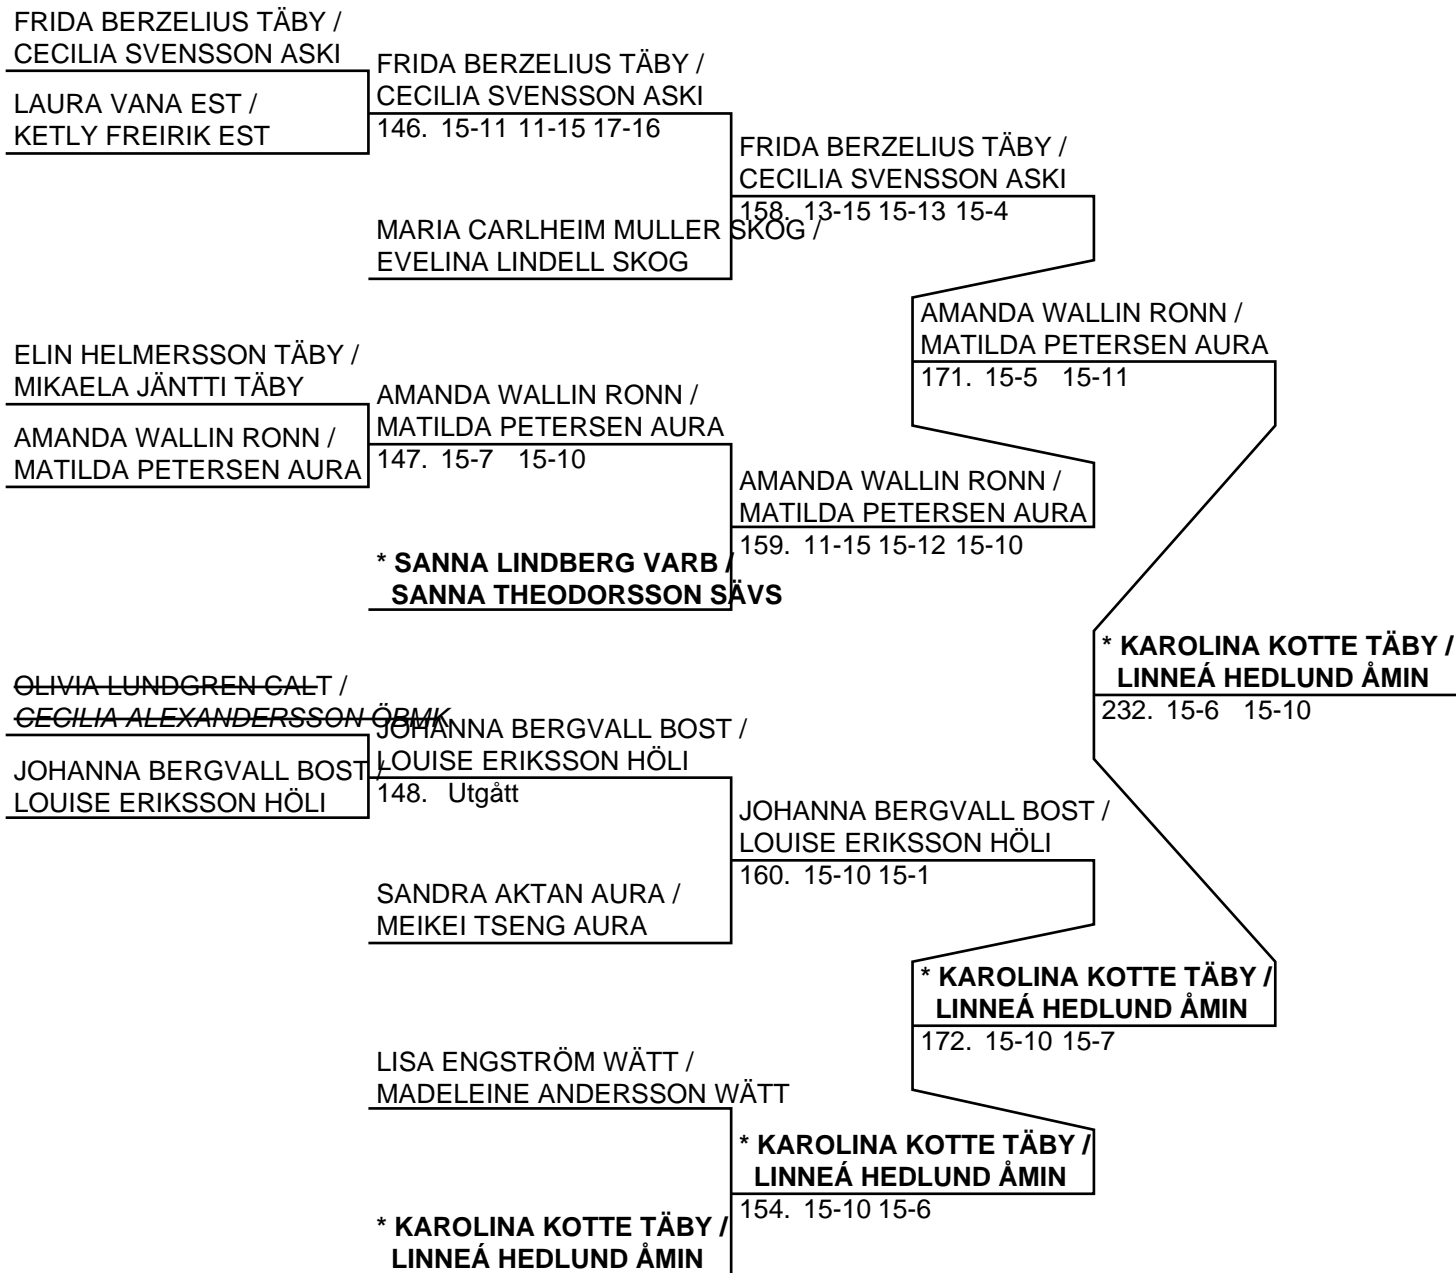 FRIDA BERZELIUS TÄBY /
CECILIA SVENSSON ASKI
LAURA VANA EST /
KETLY FREIRIK EST
FRIDA BERZELIUS TÄBY /
CECILIA SVENSSON ASKI
146. 15-11 11-15 17-16
MARIA CARLHEIM MULLER SKOG /
EVELINA LINDELL SKOG
FRIDA BERZELIUS TÄBY /
CECILIA SVENSSON ASKI
158. 13-15 15-13 15-4
ELIN HELMERSSON TÄBY /
MIKAELA JÄNTTI TÄBY
AMANDA WALLIN RONN /
MATILDA PETERSEN AURA
AMANDA WALLIN RONN /
MATILDA PETERSEN AURA
147. 15-7 15-10
* SANNA LINDBERG VARB /
SANNA THEODORSSON SÄVS
AMANDA WALLIN RONN /
MATILDA PETERSEN AURA
159. 11-15 15-12 15-10
AMANDA WALLIN RONN /
MATILDA PETERSEN AURA
171. 15-5 15-11
OLIVIA LUNDGREN CALT /
CECILIA ALEXANDERSSON ÖBMK
JOHANNA BERGVALL BOST /
LOUISE ERIKSSON HÖLI
JOHANNA BERGVALL BOST /
LOUISE ERIKSSON HÖLI
148. Utgått
SANDRA AKTAN AURA /
MEIKEI TSENG AURA
JOHANNA BERGVALL BOST /
LOUISE ERIKSSON HÖLI
160. 15-10 15-1
LISA ENGSTRÖM WÄTT /
MADELEINE ANDERSSON WÄTT
* KAROLINA KOTTE TÄBY /
LINNEÁ HEDLUND ÅMIN
* KAROLINA KOTTE TÄBY /
LINNEÁ HEDLUND ÅMIN
154. 15-10 15-6
* KAROLINA KOTTE TÄBY /
LINNEÁ HEDLUND ÅMIN
172. 15-10 15-7
* KAROLINA KOTTE TÄBY /
LINNEÁ HEDLUND ÅMIN
232. 15-6 15-10